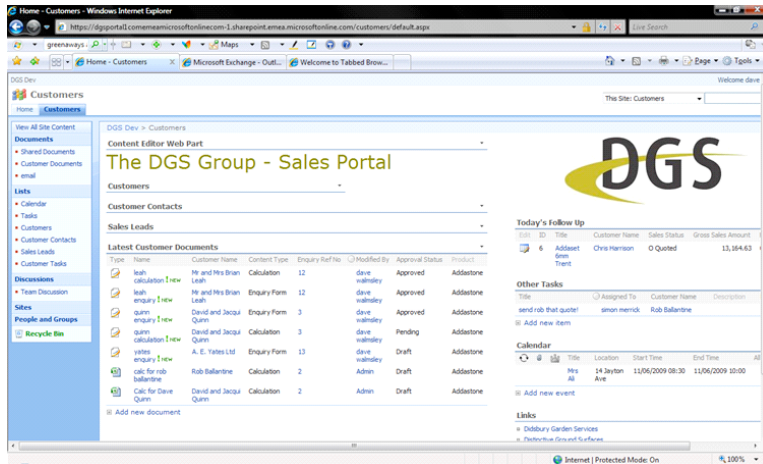 Home - Customers - Windows Internet Explorer
https://dgsportal1comemeamicrosoftonlinecom-1.sharepoint.emea.microsoftonline.com/customers/default.aspx
Live Search
greenaways
Maps
Home - Customers
Microsoft Exchange - Outl...
Welcome to Tabbed Brow...
Page
Tools
DGS Dev
Welcome dave
Customers
This Site: Customers
Home
Customers
View All Site Content
Documents
Shared Documents
Customer Documents
email
Lists
Calendar
Tasks
Customers
Customer Contacts
Sales Leads
Customer Tasks
Discussions
Team Discussion
Sites
People and Groups
Recycle Bin
DGS Dev > Customers
Content Editor Web Part
The DGS Group - Sales Portal
Customers
Customer Contacts
Sales Leads
Latest Customer Documents
Type Name Customer Name Content Type Enquiry Ref No Modified By Approval Status Product
leah calculation ! NEW Mr and Mrs Brian Leah Calculation 12 dave walmsley Approved Addastone
leah enquiry ! NEW Mr and Mrs Brian Leah Enquiry Form 12 dave walmsley Approved Addastone
quinn enquiry ! NEW David and Jacqui Quinn Enquiry Form 3 dave walmsley Approved Addastone
quinn calculation ! NEW David and Jacqui Quinn Calculation 3 dave walmsley Pending Addastone
yates enquiry ! NEW A. E. Yates Ltd Enquiry Form 13 dave walmsley Draft Addastone
calc for rob ballantine Rob Ballantine Calculation 2 Admin Draft Addastone
Calc for Dave Quinn David and Jacqui Quinn Calculation 2 Admin Draft Addastone
Add new document
DGS
Today's Follow Up
Edit ID Title Customer Name Sales Status Gross Sales Amount
6 Addaset 6mm Trent Chris Harrison O Quoted 13,164.63
Other Tasks
Title Assigned To Customer Name Description
send rob that quote! simon merrick Rob Ballantine
Add new item
Calendar
Title Location Start Time End Time All
Mrs Ali 14 Jayton Ave 11/06/2009 08:30 11/06/2009 10:00
Add new event
Links
Didsbury Garden Services
Distinctive Ground Surfaces
Internet | Protected Mode: On
100%